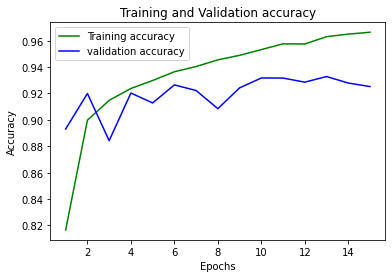 Training and Validation accuracy
Training accuracy
validation accuracy
0.96
0.94
0.92
0.90
0.88
0.86
0.84
0.82
Accuracy
2 4 6 8 10 12 14
Epochs